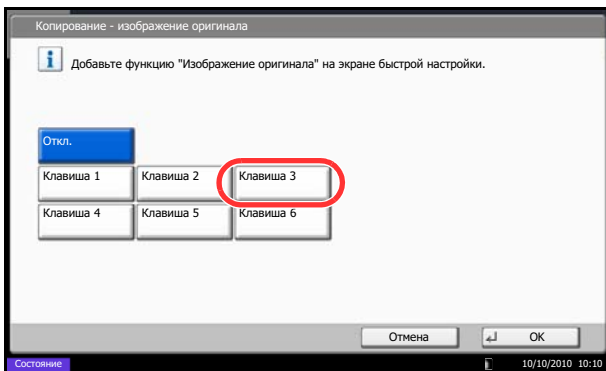 Копирование - изображение оригинала
Добавьте функцию "Изображение оригинала" на экране быстрой настройки.
Откл.
Клавиша 1 Клавиша 2 Клавиша 3
Клавиша 4 Клавиша 5 Клавиша 6
Отмена OK
Состояние 10/10/2010 10:10